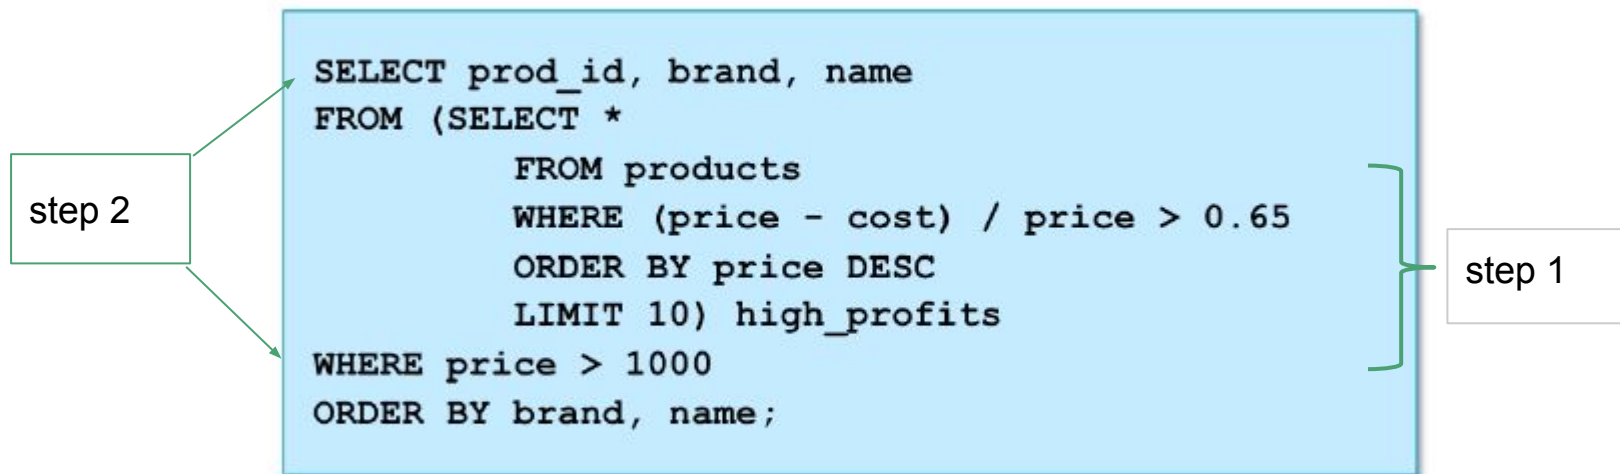 SELECT prod_id, brand, name
FROM (SELECT *
FROM products
WHERE (price - cost) / price > 0.65
ORDER BY price DESC
LIMIT 10) high_profits
WHERE price > 1000
ORDER BY brand, name;
step 2
step 1